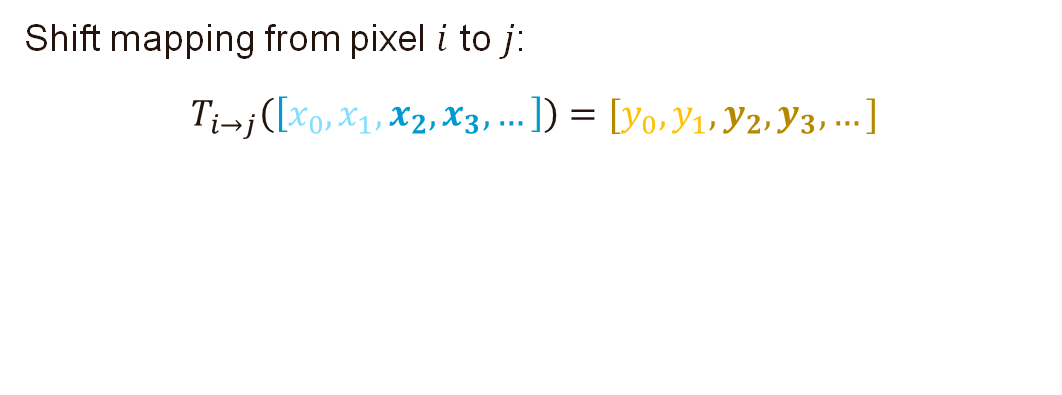 Shift mapping from pixel i to j:
T_{i→j}([x_0, x_1, x_2, x_3, …]) = [y_0, y_1, y_2, y_3, …]